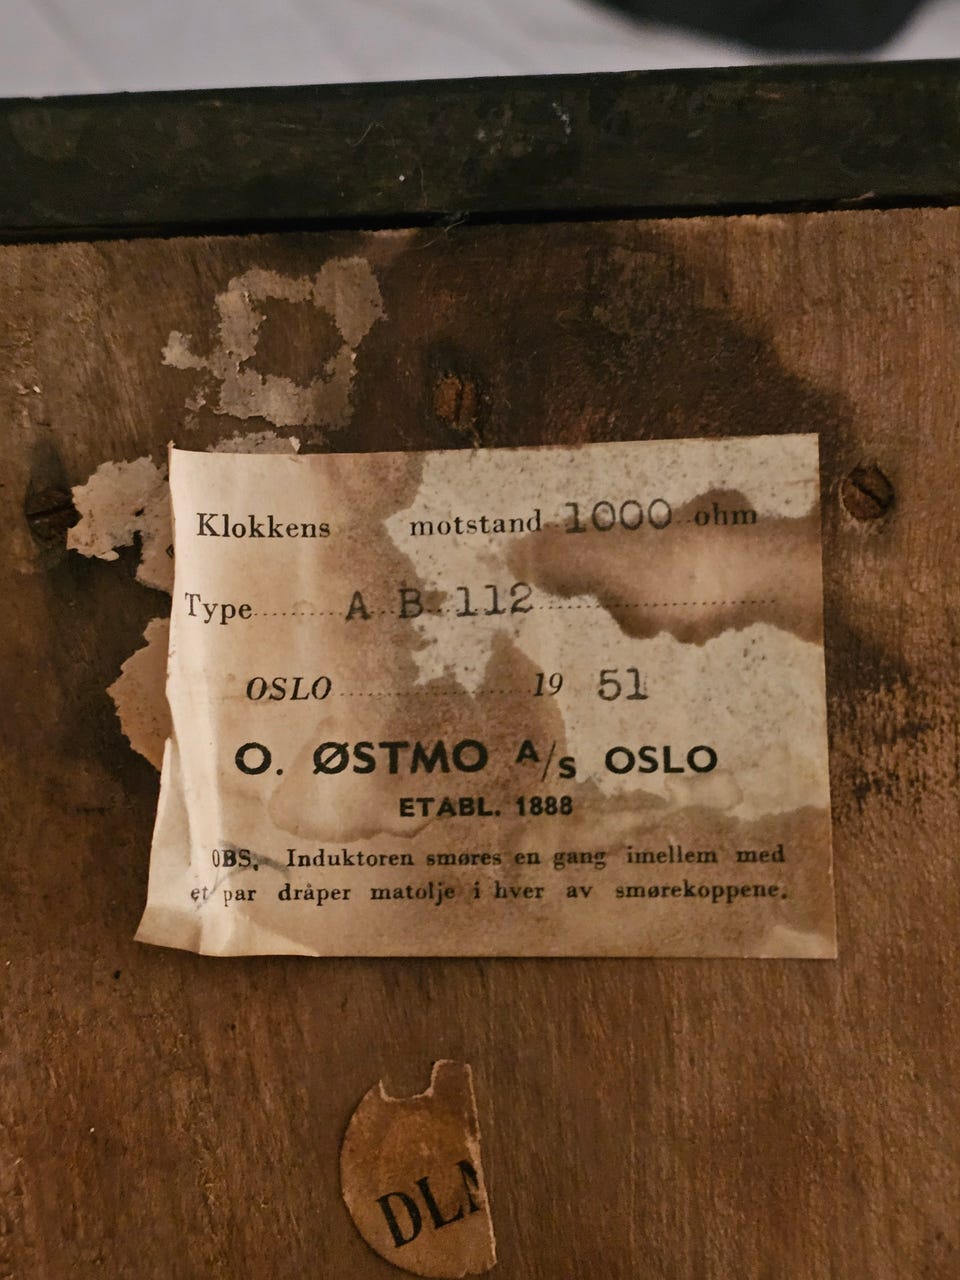 Klokkens motstand 1000 ohm
Type........A B 112........................
OSLO........................19 51
O. ØSTMO A/S OSLO
ETABL. 1888
OBS. Induktoren smøres en gang imellem med
et par dråper matolje i hver av smørekoppene.